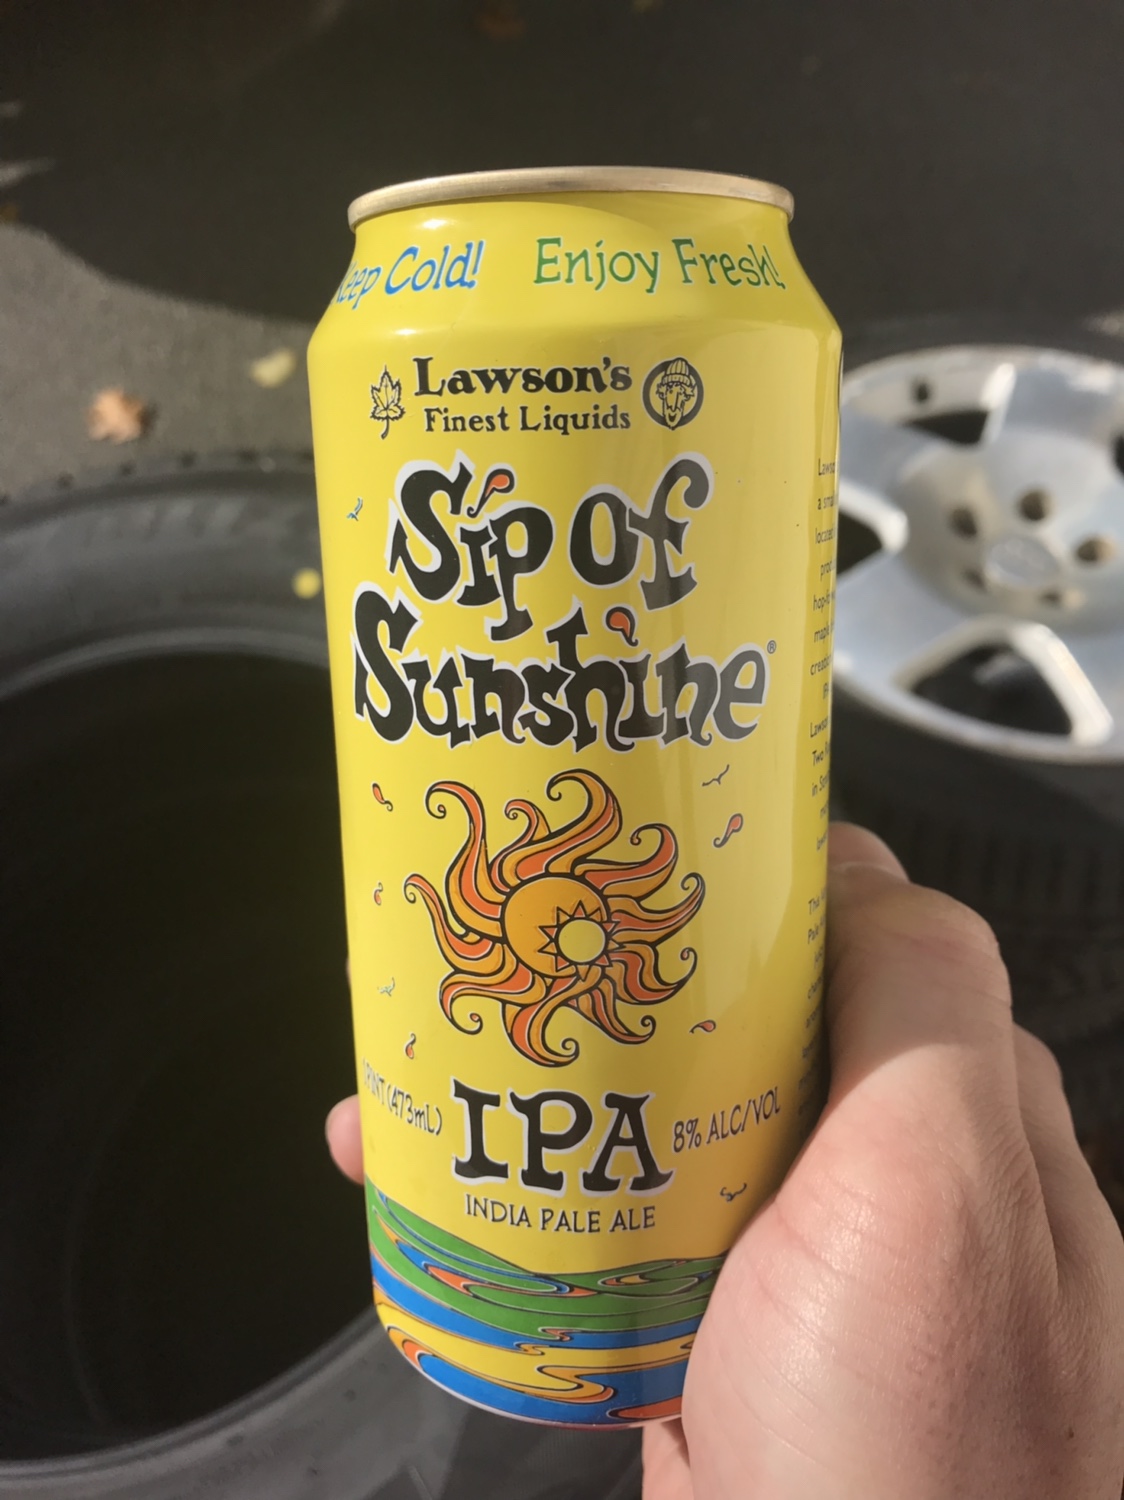 Keep Cold! Enjoy Fresh!
Lawson's
Finest Liquids
Sip of
Sunshine®
1 PINT (473mL)
IPA
8% ALC/VOL
INDIA PALE ALE